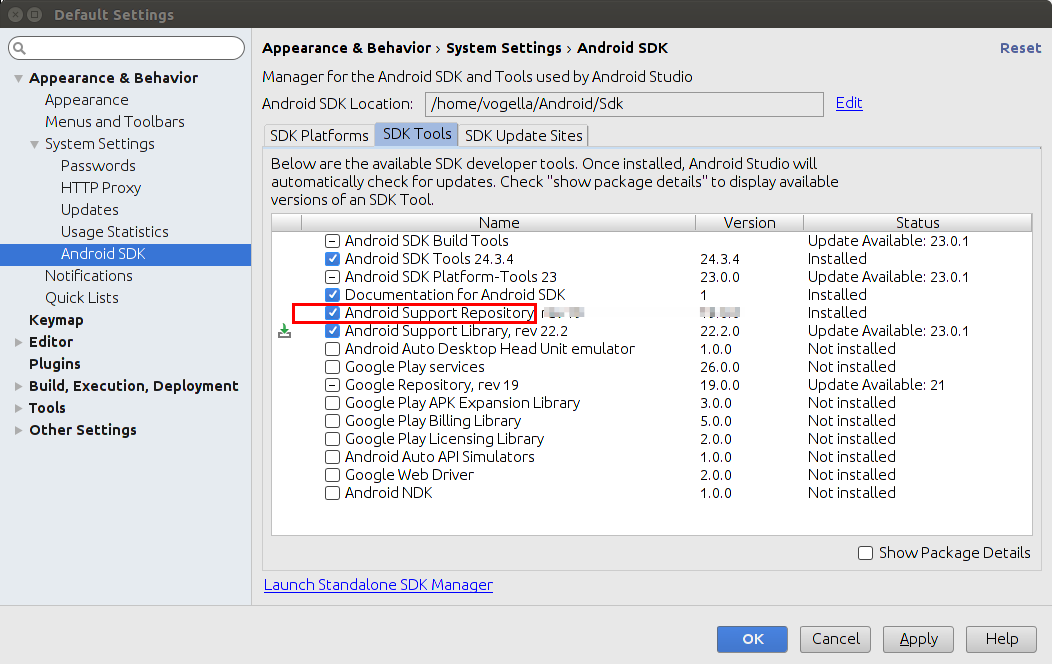 Default Settings
Appearance & Behavior
Appearance
Menus and Toolbars
System Settings
Passwords
HTTP Proxy
Updates
Usage Statistics
Android SDK
Notifications
Quick Lists
Keymap
Editor
Plugins
Build, Execution, Deployment
Tools
Other Settings
Appearance & Behavior › System Settings › Android SDK Reset
Manager for the Android SDK and Tools used by Android Studio
Android SDK Location: /home/vogella/Android/Sdk Edit
SDK Platforms SDK Tools SDK Update Sites
Below are the available SDK developer tools. Once installed, Android Studio will
automatically check for updates. Check "show package details" to display available
versions of an SDK Tool.
Name Version Status
Android SDK Build Tools Update Available: 23.0.1
Android SDK Tools 24.3.4 24.3.4 Installed
Android SDK Platform-Tools 23 23.0.0 Update Available: 23.0.1
Documentation for Android SDK 1 Installed
Android Support Repository Installed
Android Support Library, rev 22.2 22.2.0 Update Available: 23.0.1
Android Auto Desktop Head Unit emulator 1.0.0 Not installed
Google Play services 26.0.0 Not installed
Google Repository, rev 19 19.0.0 Update Available: 21
Google Play APK Expansion Library 3.0.0 Not installed
Google Play Billing Library 5.0.0 Not installed
Google Play Licensing Library 2.0.0 Not installed
Android Auto API Simulators 1.0.0 Not installed
Google Web Driver 2.0.0 Not installed
Android NDK 1.0.0 Not installed
Show Package Details
Launch Standalone SDK Manager
OK Cancel Apply Help